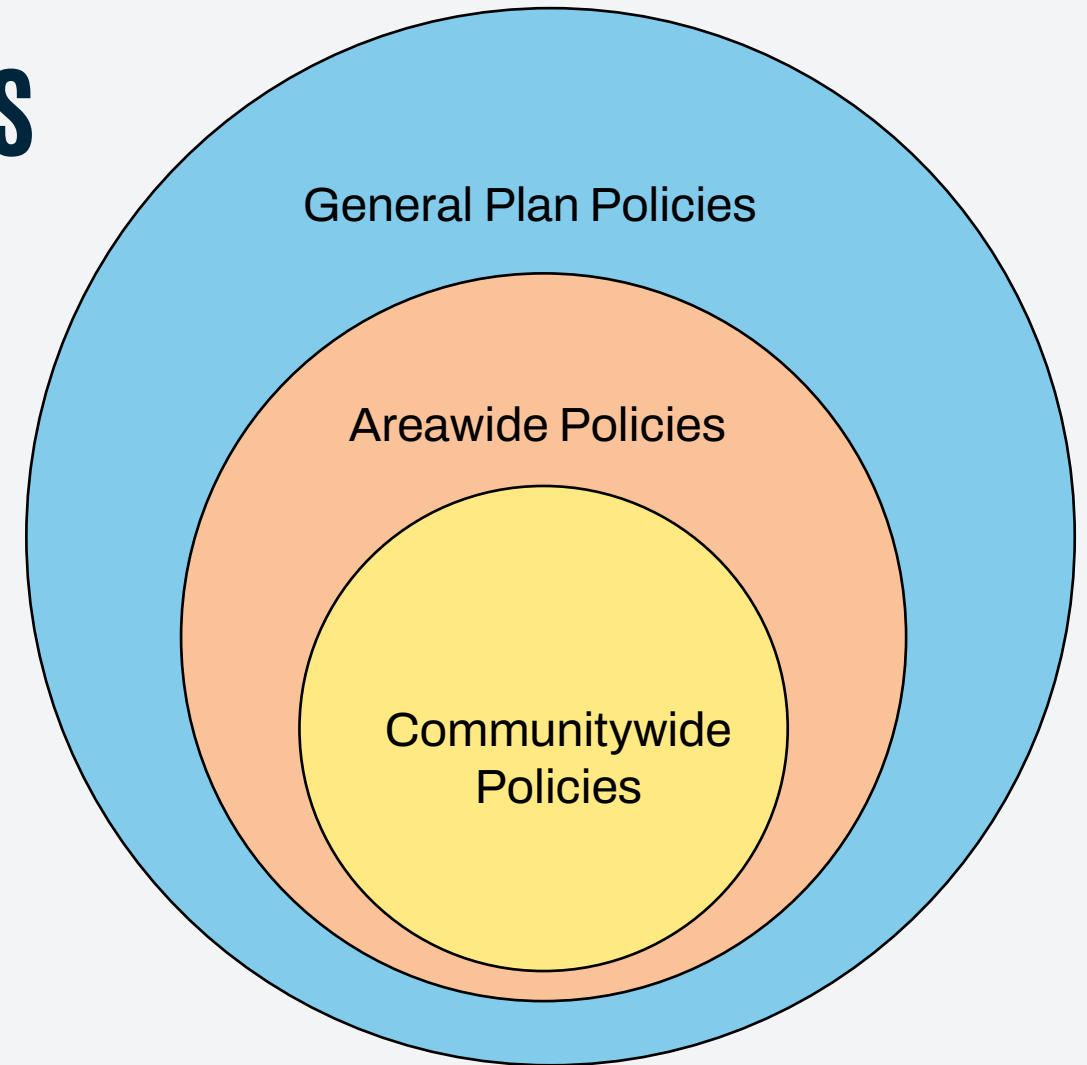 S
General Plan Policies
Areawide Policies
Communitywide
Policies